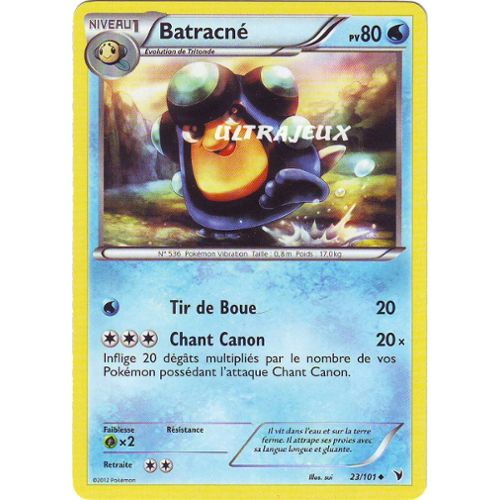 NIVEAU 1
Batracné
PV 80
Évolution de Tritonde
ULTRAJEUX
N° 536 Pokémon Vibration Taille : 0,8m Poids : 17,0kg
Tir de Boue 20
Chant Canon 20×
Inflige 20 dégâts multipliés par le nombre de vos
Pokémon possédant l'attaque Chant Canon.
Faiblesse Résistance
×2
Retraite
Il vit dans l'eau et sur la terre
ferme. Il attrape ses proies avec
sa langue longue et gluante.
©2012 Pokémon
Illus. sui 23/101